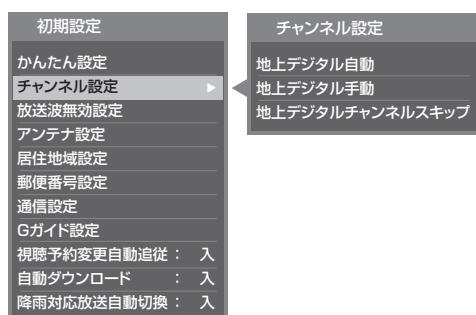 初期設定
かんたん設定
チャンネル設定
放送波無効設定
アンテナ設定
居住地域設定
郵便番号設定
通信設定
Gガイド設定
視聴予約変更自動追従： 入
自動ダウンロード ： 入
降雨対応放送自動切換： 入
チャンネル設定
地上デジタル自動
地上デジタル手動
地上デジタルチャンネルスキップ